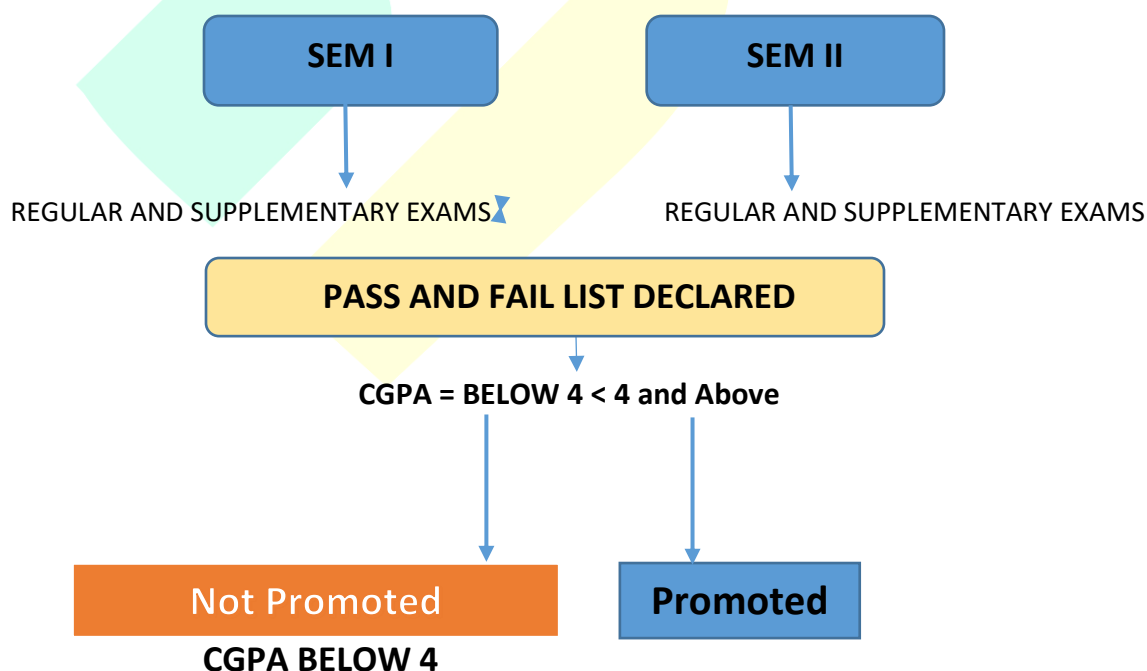 SEM I
SEM II
REGULAR AND SUPPLEMENTARY EXAMS
REGULAR AND SUPPLEMENTARY EXAMS
PASS AND FAIL LIST DECLARED
CGPA = BELOW 4 < 4 and Above
Not Promoted
Promoted
CGPA BELOW 4